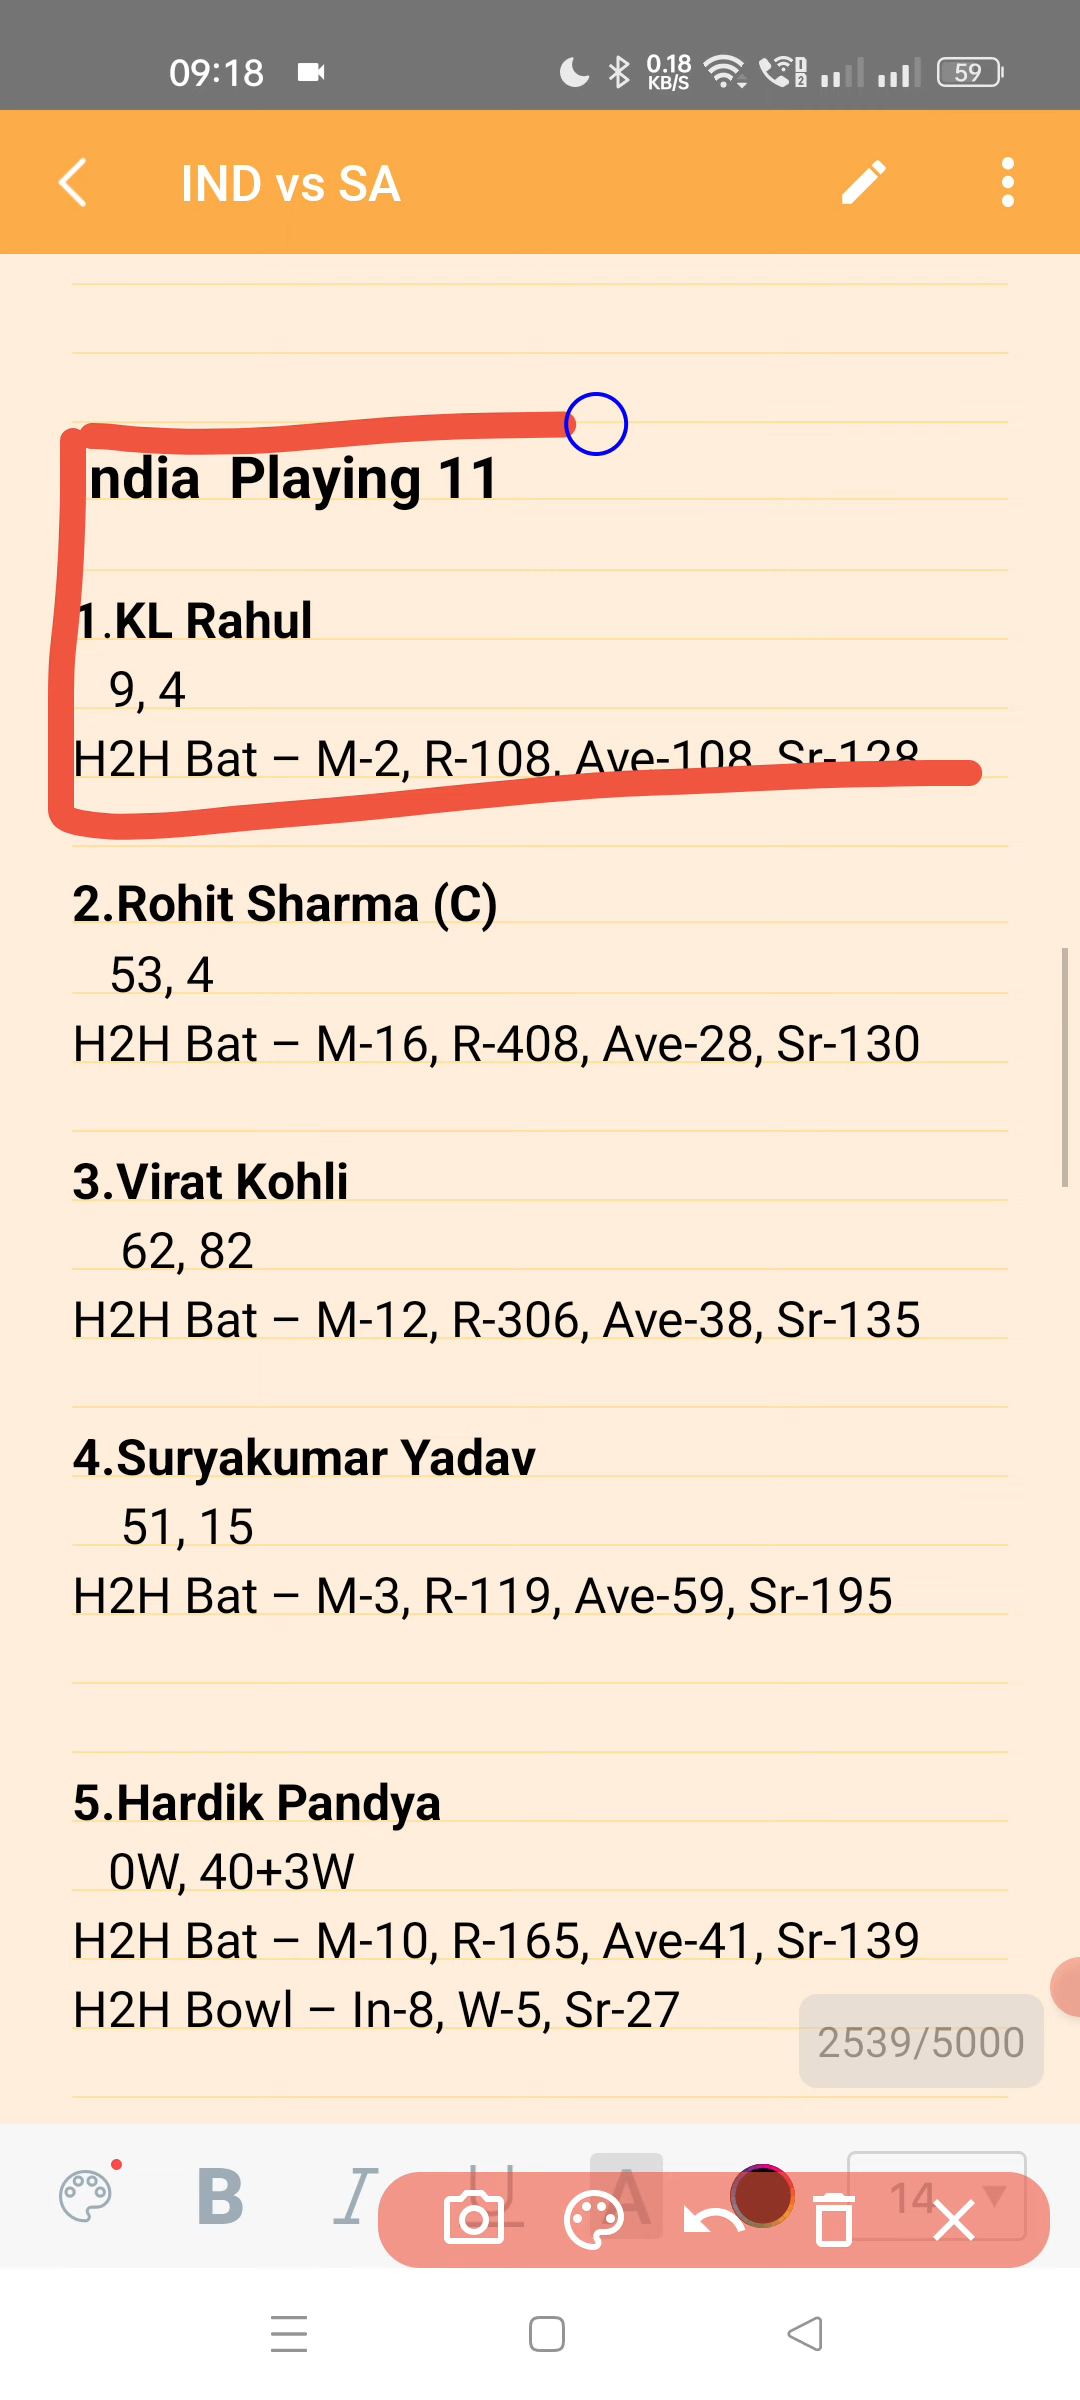 09:18 0.18 KB/S 59
IND vs SA
ndia Playing 11
1.KL Rahul
9, 4
H2H Bat – M-2, R-108, Ave-108, Sr-128
2.Rohit Sharma (C)
53, 4
H2H Bat – M-16, R-408, Ave-28, Sr-130
3.Virat Kohli
62, 82
H2H Bat – M-12, R-306, Ave-38, Sr-135
4.Suryakumar Yadav
51, 15
H2H Bat – M-3, R-119, Ave-59, Sr-195
5.Hardik Pandya
0W, 40+3W
H2H Bat – M-10, R-165, Ave-41, Sr-139
H2H Bowl – In-8, W-5, Sr-27
2539/5000
B I U A 14